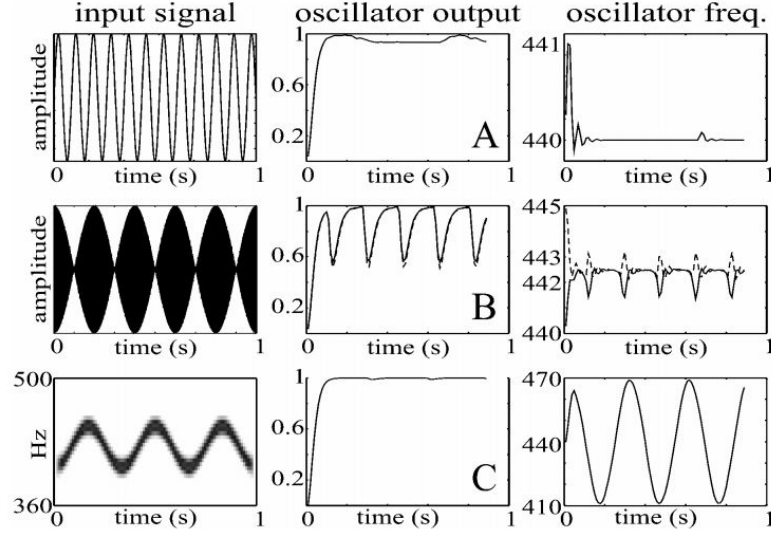 input signal
oscillator output
oscillator freq.
amplitude
0
time (s)
1
1
0.6
0.2
A
0
time (s)
1
441
440
0
time (s)
1
amplitude
0
time (s)
1
1
0.6
0.2
B
0
time (s)
1
445
443
442
440
0
time (s)
1
500
Hz
360
0
time (s)
1
1
0.6
0.2
C
0
time (s)
1
470
440
410
0
time (s)
1